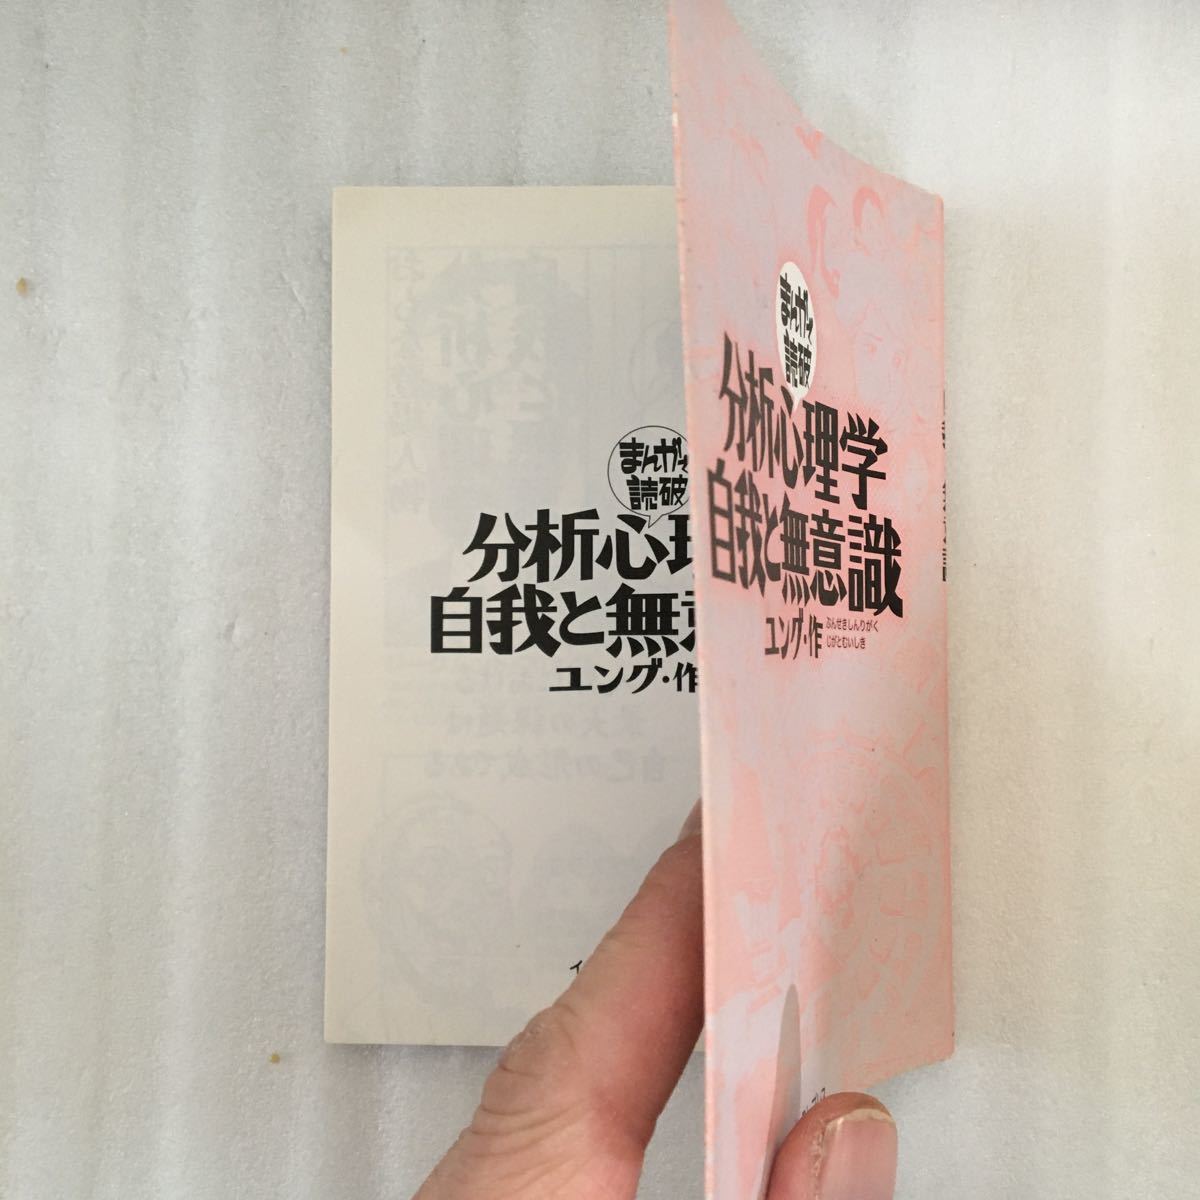 まんがで
読破
分析心理
自我と無意
ユング・作
まんがで
読破
分析心理学
自我と無意識
ユング・作
ぶんせきしんりがく
じがとむいしき